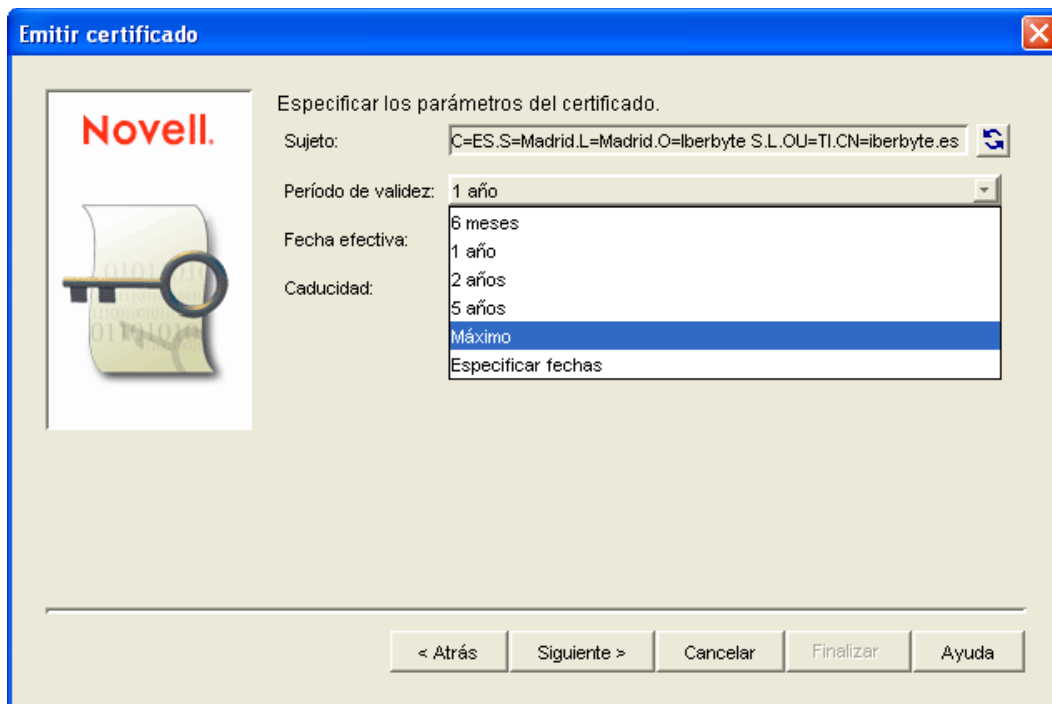 Emitir certificado
Novell.
Especificar los parámetros del certificado.
Sujeto: C=ES.S=Madrid.L=Madrid.O=Iberbyte S.L.OU=TI.CN=iberbyte.es
Período de validez: 1 año
6 meses
Fecha efectiva:
1 año
2 años
Caducidad:
5 años
Máximo
Especificar fechas
< Atrás Siguiente > Cancelar Finalizar Ayuda